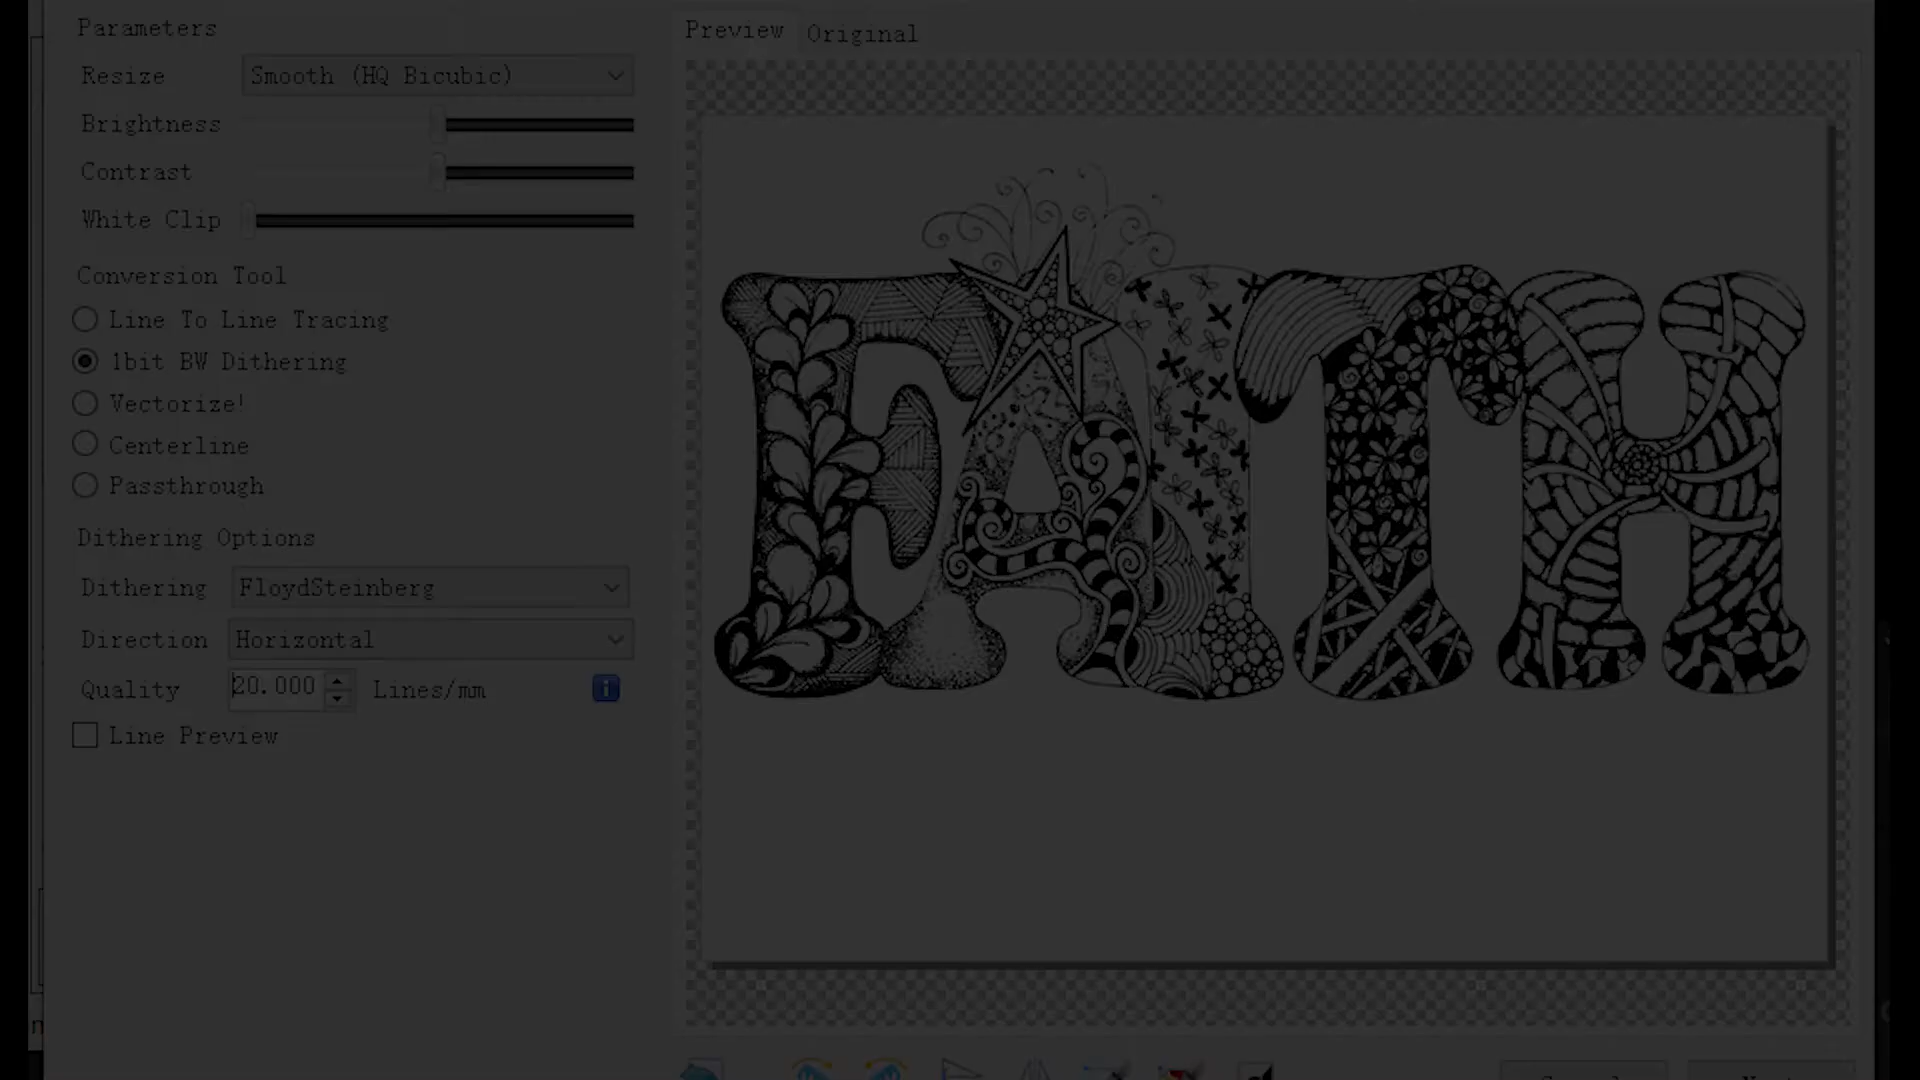 Parameters
Resize Smooth (HQ Bicubic)
Brightness
Contrast
White Clip
Conversion Tool
Line To Line Tracing
1bit BW Dithering
Vectorize!
Centerline
Passthrough
Dithering Options
Dithering FloydSteinberg
Direction Horizontal
Quality 20.000 Lines/mm
Line Preview
Preview Original
FAITH